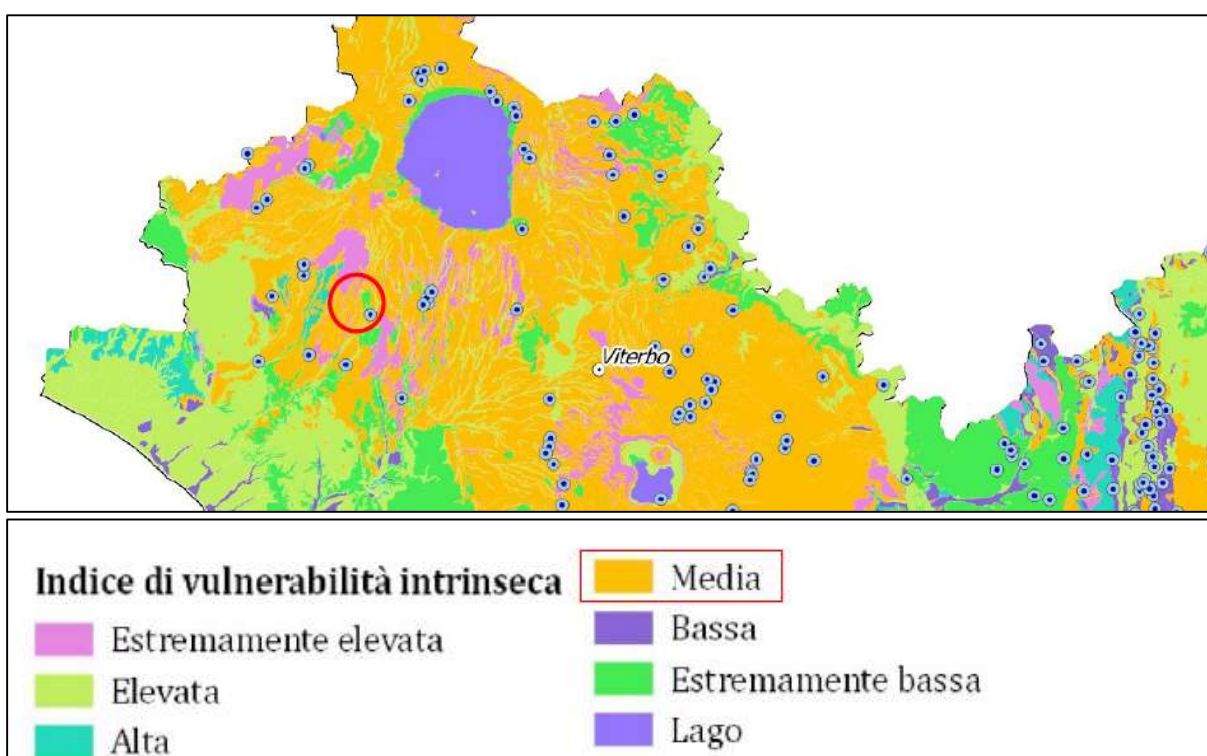 Viterbo
Indice di vulnerabilità intrinseca
Estremamente elevata
Elevata
Alta
Media
Bassa
Estremamente bassa
Lago